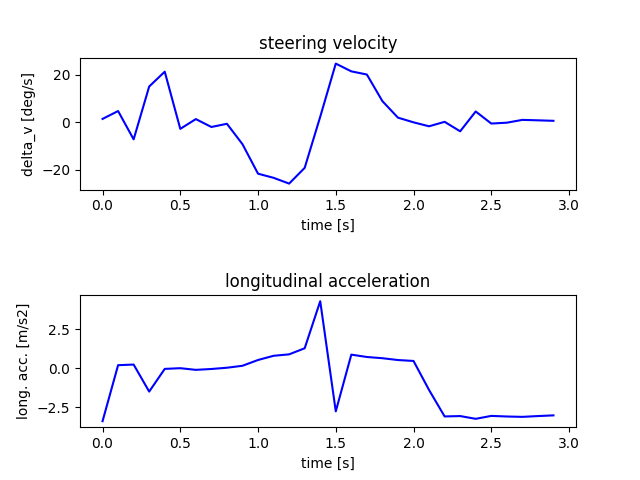 steering velocity
delta_v [deg/s]
20
0
−20
0.0 0.5 1.0 1.5 2.0 2.5 3.0
time [s]
longitudinal acceleration
long. acc. [m/s2]
2.5
0.0
−2.5
0.0 0.5 1.0 1.5 2.0 2.5 3.0
time [s]